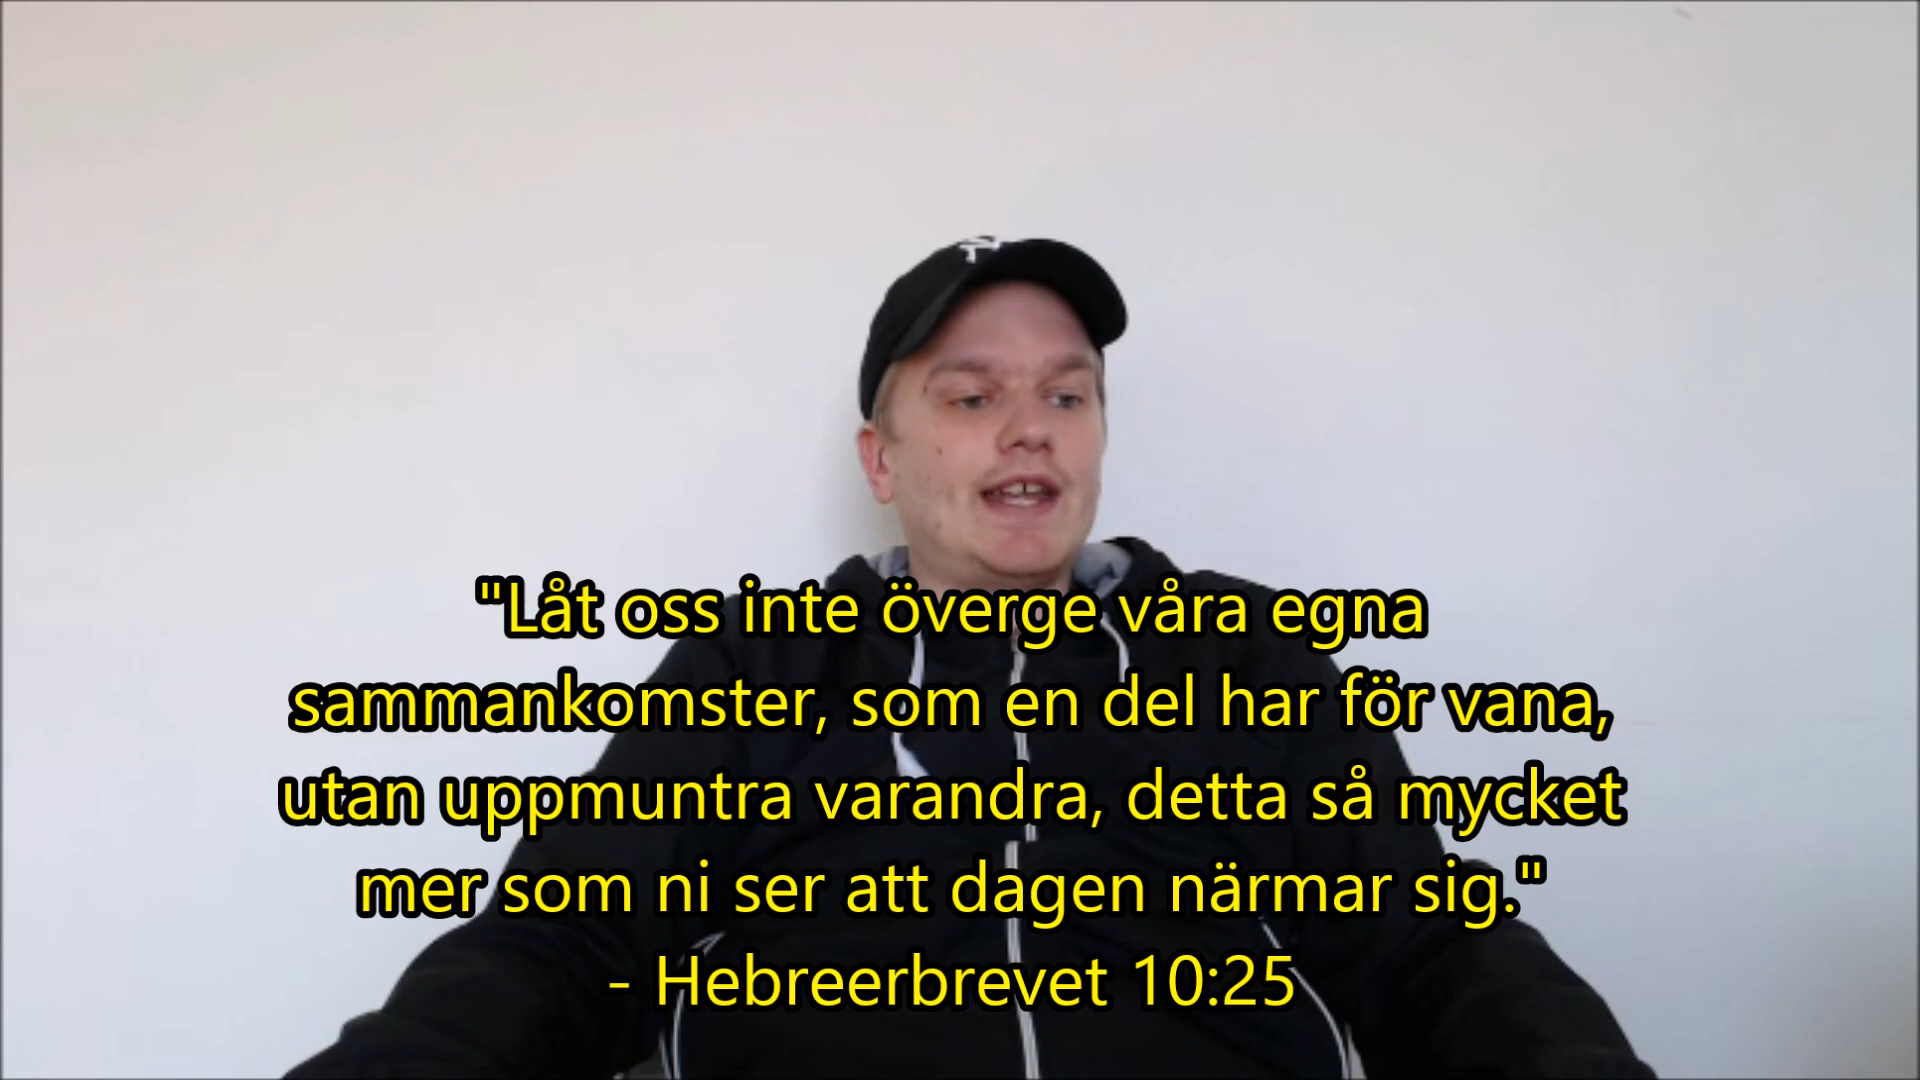 "Låt oss inte överge våra egna
sammankomster, som en del har för vana,
utan uppmuntra varandra, detta så mycket
mer som ni ser att dagen närmar sig."
- Hebreerbrevet 10:25